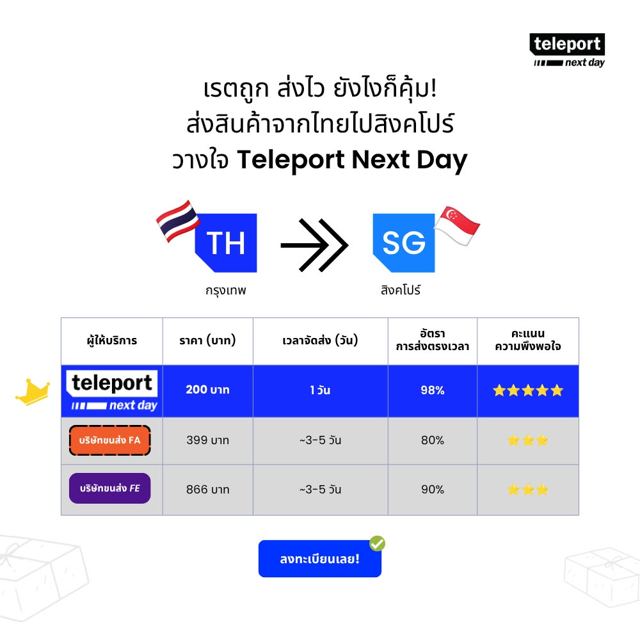 teleport
next day
เรตถูก ส่งไว ยังไงก็คุ้ม!
ส่งสินค้าจากไทยไปสิงคโปร์
วางใจ Teleport Next Day
TH
SG
กรุงเทพ
สิงคโปร์
ผู้ให้บริการ ราคา (บาท) เวลาจัดส่ง (วัน) อัตรา การส่งตรงเวลา คะแนน ความพึงพอใจ
teleport next day 200 บาท 1 วัน 98%
บริษัทขนส่ง FA 399 บาท ~3-5 วัน 80%
บริษัทขนส่ง FE 866 บาท ~3-5 วัน 90%
ลงทะเบียนเลย!